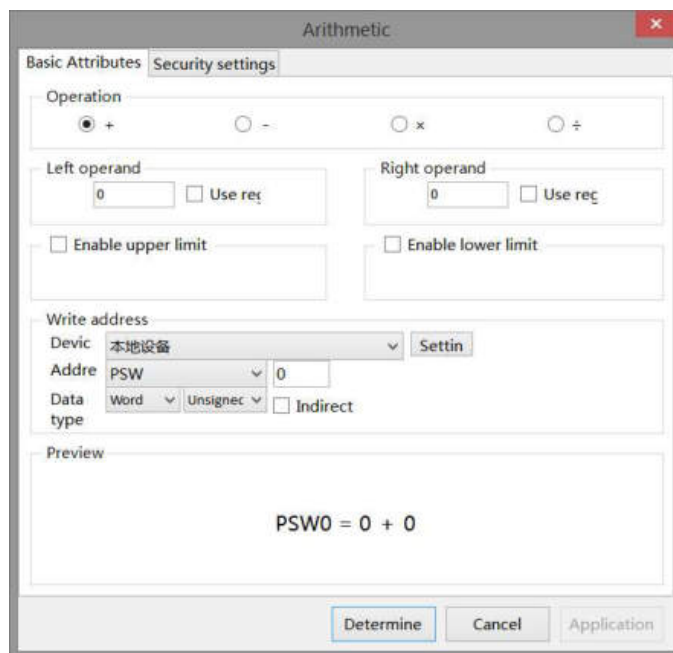 Arithmetic
Basic Attributes Security settings
Operation
+ - × ÷
Left operand Right operand
0 Use reg 0 Use reg
Enable upper limit Enable lower limit
Write address
Devic 本地设备 Settin
Addre PSW 0
Data type Word Unsigned Indirect
Preview
PSW0 = 0 + 0
Determine Cancel Application